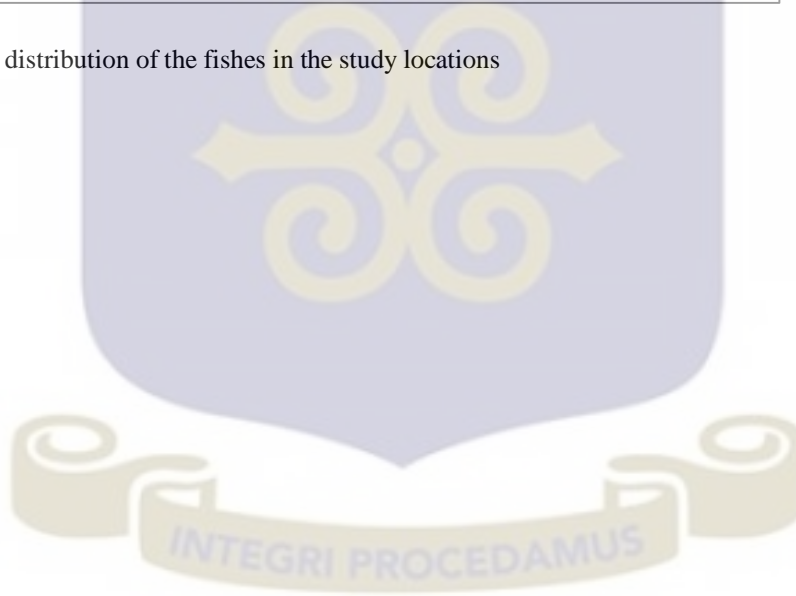 distribution of the fishes in the study locations
INTEGRI PROCEDAMUS